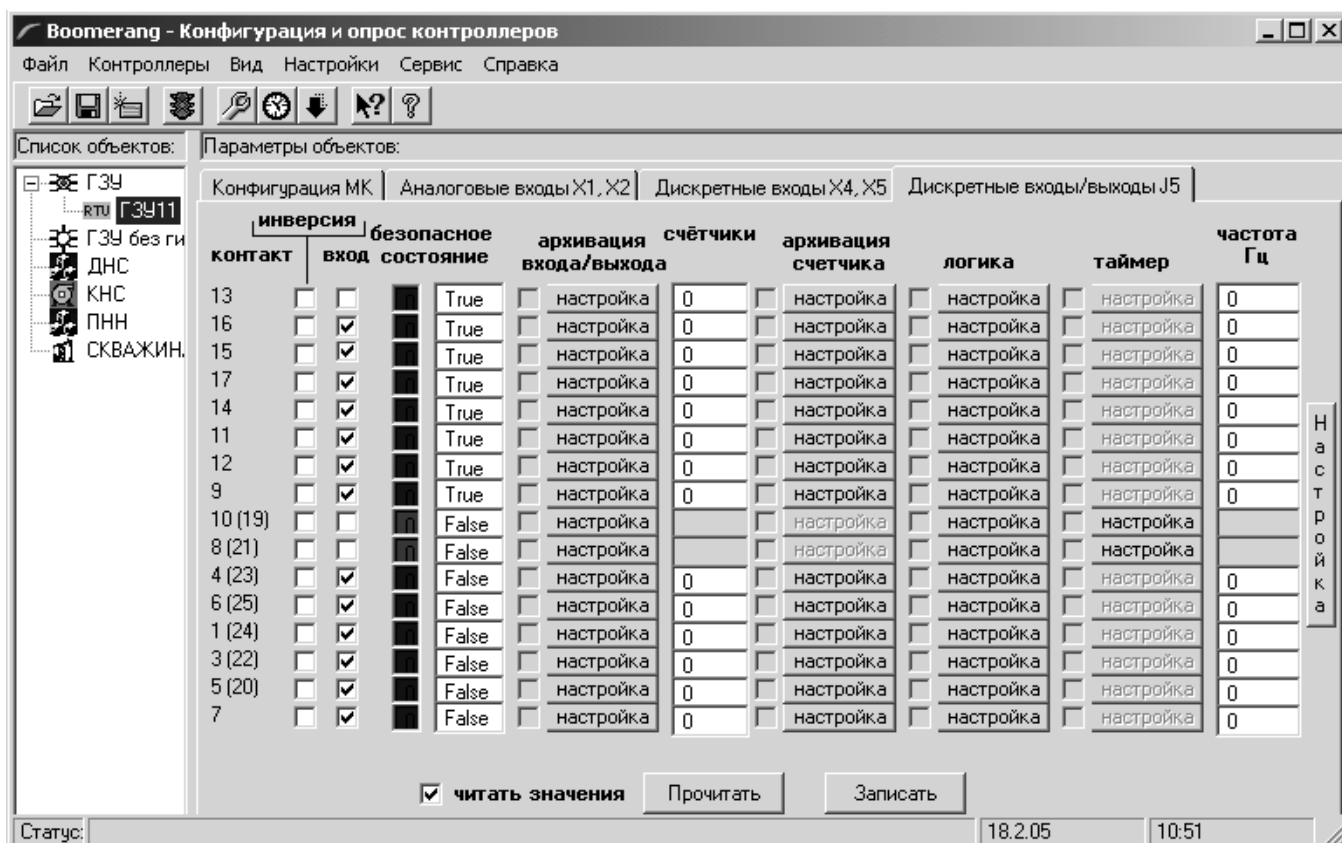 Boomerang - Конфигурация и опрос контроллеров
Файл Контроллеры Вид Настройки Сервис Справка
Список объектов: Параметры объектов:
ГЗУ
RTU ГЗУ11
ГЗУ без ги
ДНС
КНС
ПНН
СКВАЖИН
Конфигурация МК Аналоговые входы X1, X2 Дискретные входы X4, X5 Дискретные входы/выходы J5
инверсия
контакт вход безопасное состояние архивация входа/выхода счётчики архивация счетчика логика таймер частота Гц
13 True настройка 0 настройка настройка настройка 0
16 True настройка 0 настройка настройка настройка 0
15 True настройка 0 настройка настройка настройка 0
17 True настройка 0 настройка настройка настройка 0
14 True настройка 0 настройка настройка настройка 0
11 True настройка 0 настройка настройка настройка 0
12 True настройка 0 настройка настройка настройка 0
9 True настройка 0 настройка настройка настройка 0
10 (19) False настройка настройка настройка настройка
8 (21) False настройка настройка настройка настройка
4 (23) False настройка 0 настройка настройка настройка 0
6 (25) False настройка 0 настройка настройка настройка 0
1 (24) False настройка 0 настройка настройка настройка 0
3 (22) False настройка 0 настройка настройка настройка 0
5 (20) False настройка 0 настройка настройка настройка 0
7 False настройка 0 настройка настройка настройка 0
Настройка
читать значения Прочитать Записать
Статус: 18.2.05 10:51